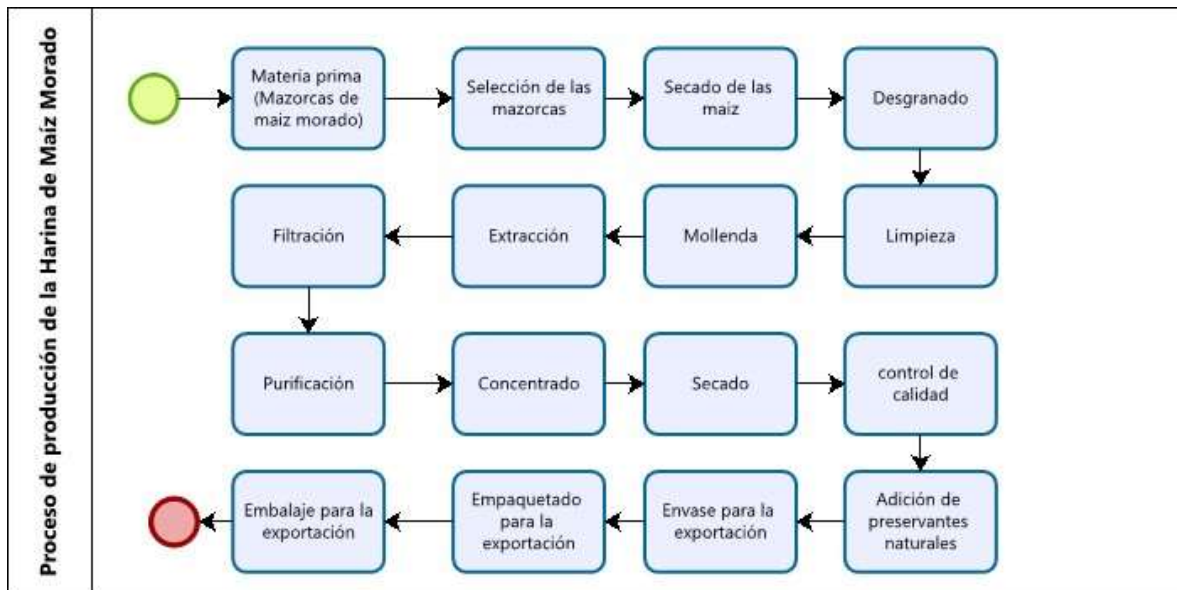 Proceso de producción de la Harina de Maíz Morado
Materia prima
(Mazorcas de
maiz morado)
Selección de las
mazorcas
Secado de las
maiz
Desgranado
Limpieza
Mollenda
Extracción
Filtración
Purificación
Concentrado
Secado
control de
calidad
Adición de
preservantes
naturales
Envase para la
exportación
Empaquetado
para la
exportación
Embalaje para la
exportación